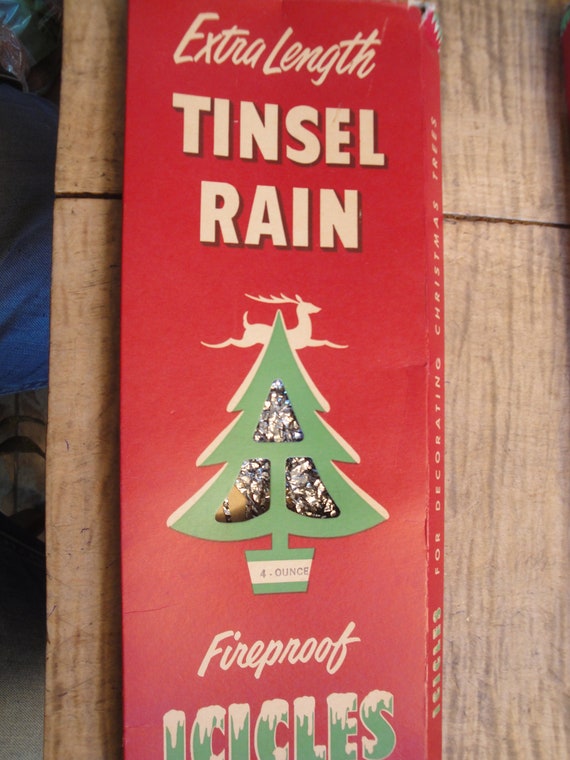 Extra Length
TINSEL
RAIN
4-OUNCE
Fireproof
ICICLES
ICICLES FOR DECORATING CHRISTMAS TREES